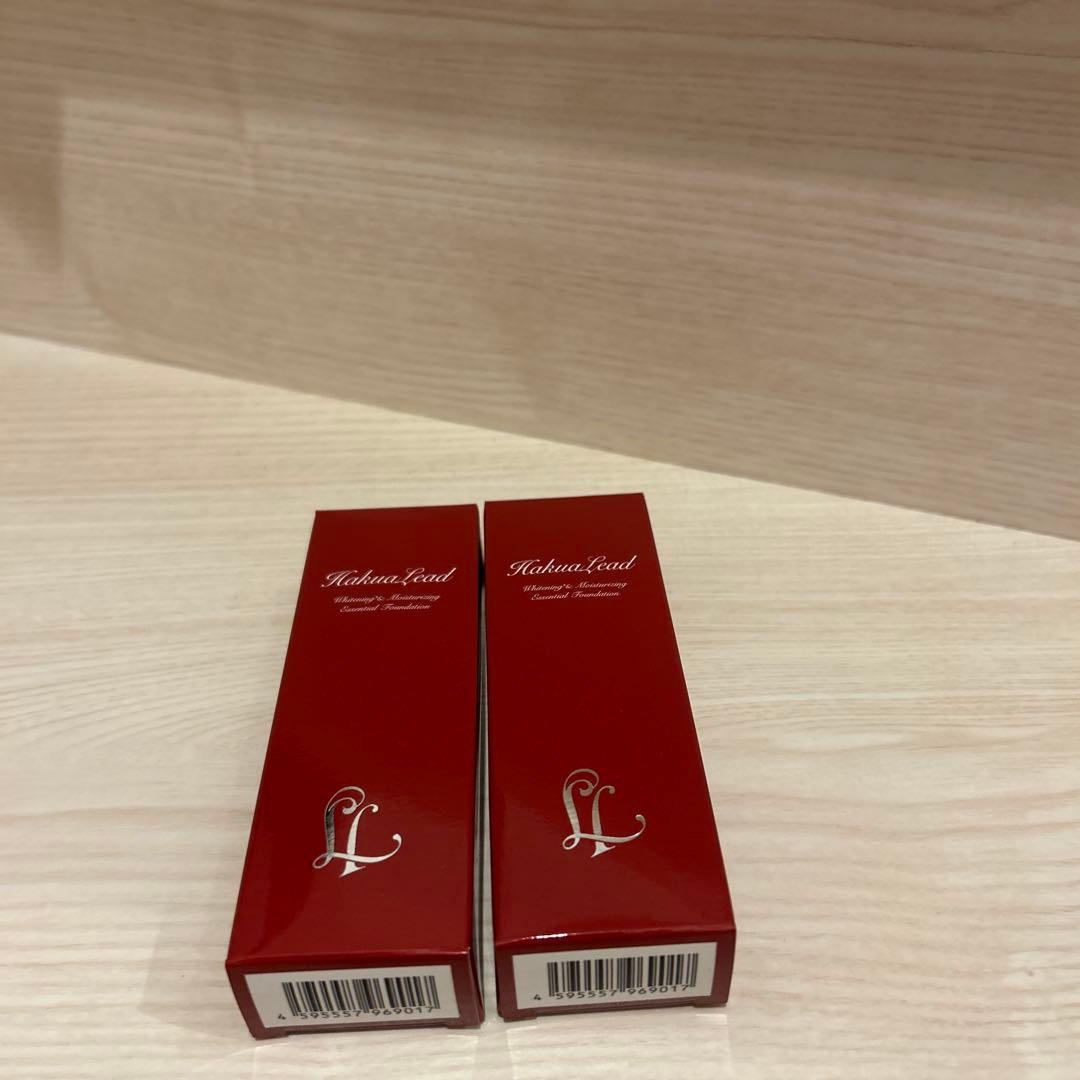 HakuaLead
Whitening*& Moisturizing
Essential Foundation
4 595557 969017
HakuaLead
Whitening*& Moisturizing
Essential Foundation
4 595557 969017